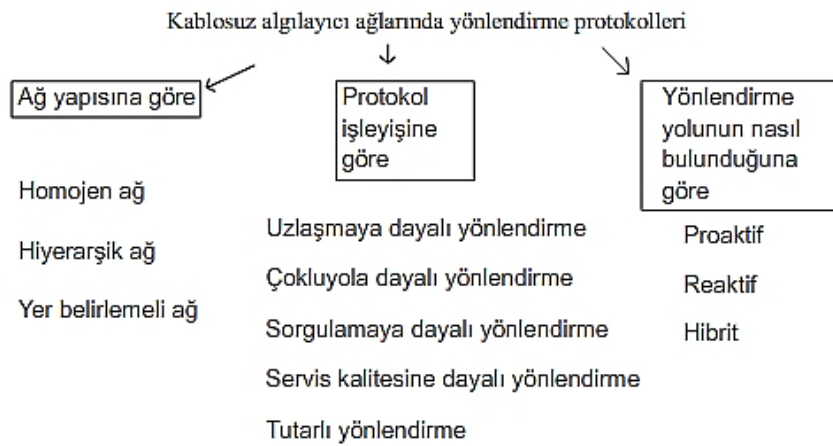 Kablosuz algılayıcı ağlarında yönlendirme protokolleri
Ağ yapısına göre
Homojen ağ
Hiyerarşik ağ
Yer belirlemeli ağ
Protokol
işleyişine
göre
Uzlaşmaya dayalı yönlendirme
Çokluyola dayalı yönlendirme
Sorgulamaya dayalı yönlendirme
Servis kalitesine dayalı yönlendirme
Tutarlı yönlendirme
Yönlendirme
yolunun nasıl
bulunduğuna
göre
Proaktif
Reaktif
Hibrit